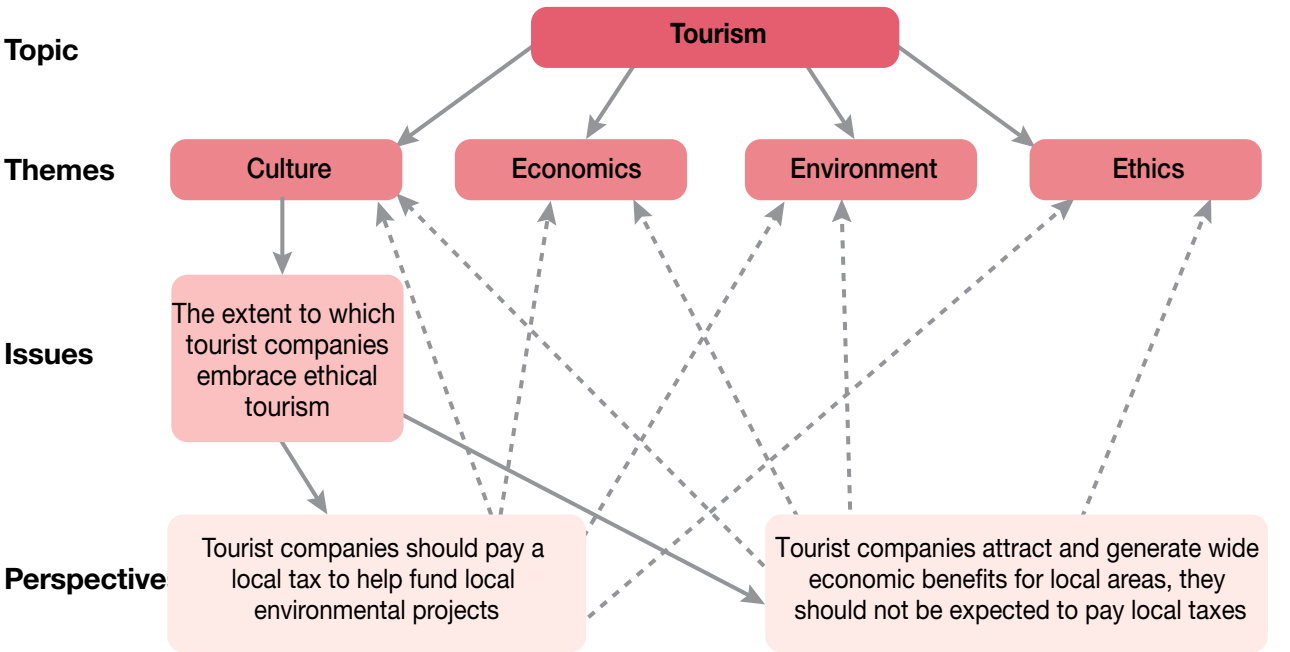 Topic
Tourism
Themes
Culture
Economics
Environment
Ethics
Issues
The extent to which
tourist companies
embrace ethical
tourism
Perspective
Tourist companies should pay a
local tax to help fund local
environmental projects
Tourist companies attract and generate wide
economic benefits for local areas, they
should not be expected to pay local taxes